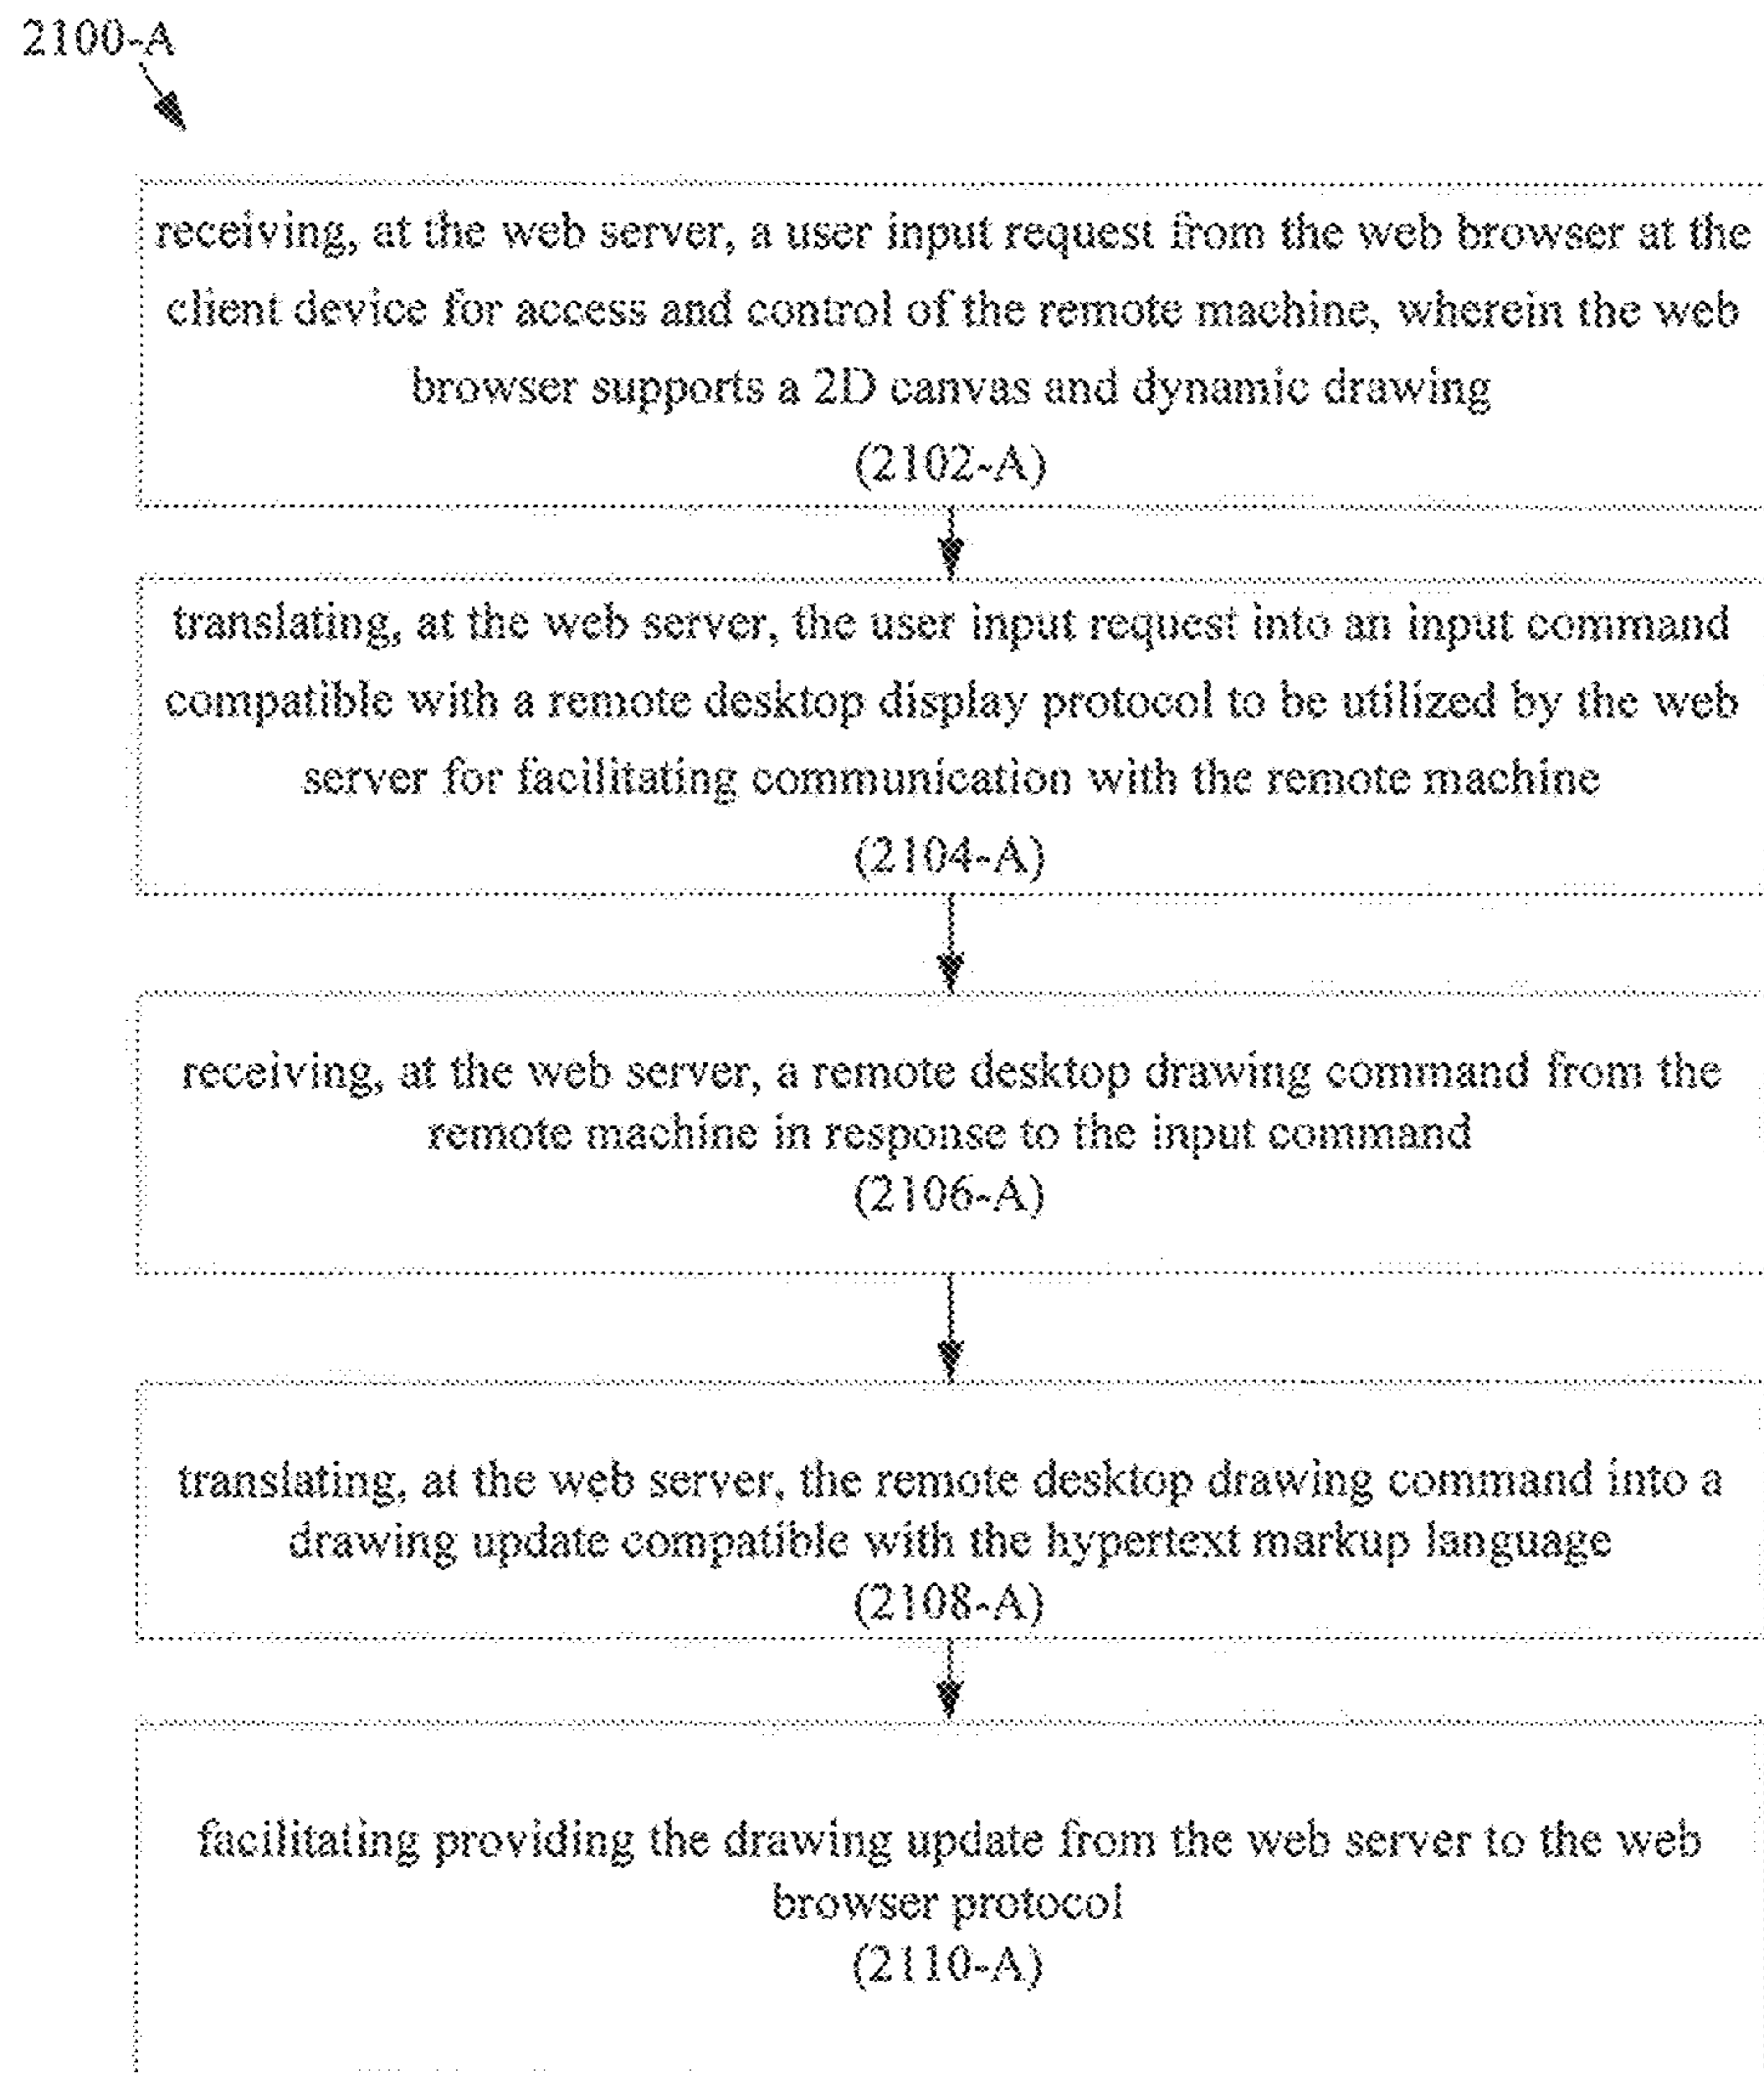 2100-A
receiving, at the web server, a user input request from the web browser at the
client device for access and control of the remote machine, wherein the web
browser supports a 2D canvas and dynamic drawing
(2102-A)
translating, at the web server, the user input request into an input command
compatible with a remote desktop display protocol to be utilized by the web
server for facilitating communication with the remote machine
(2104-A)
receiving, at the web server, a remote desktop drawing command from the
remote machine in response to the input command
(2106-A)
translating, at the web server, the remote desktop drawing command into a
drawing update compatible with the hypertext markup language
(2108-A)
facilitating providing the drawing update from the web server to the web
browser protocol
(2110-A)